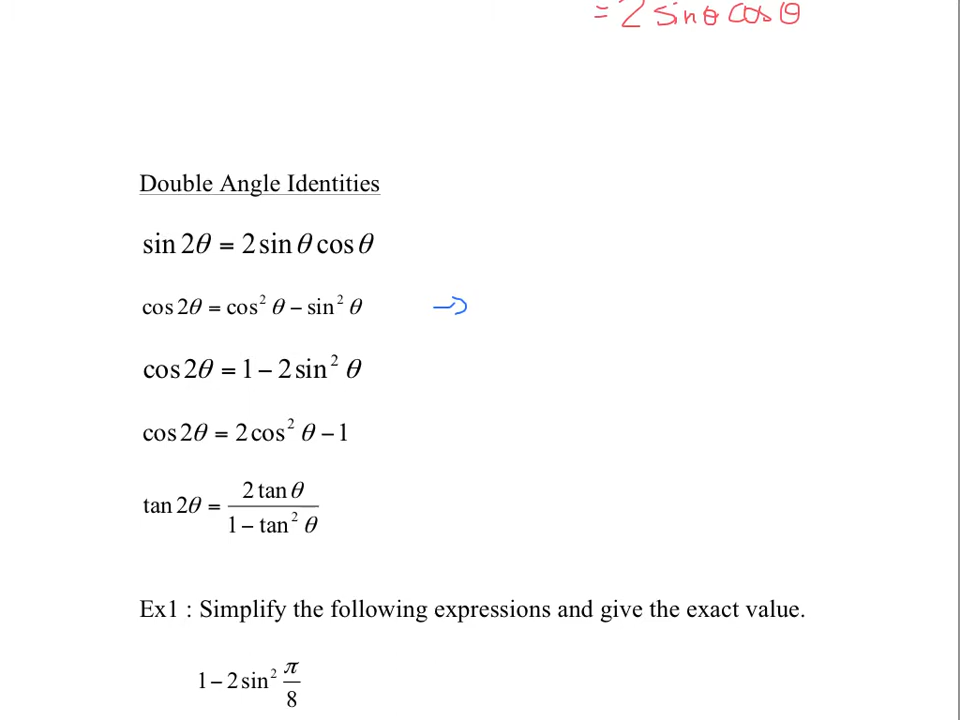 = 2 sinθ cosθ
Double Angle Identities
sin 2θ = 2 sin θ cos θ
cos 2θ = cos² θ − sin² θ →
cos 2θ = 1 − 2 sin² θ
cos 2θ = 2 cos² θ − 1
tan 2θ = 2 tan θ / 1 − tan² θ
Ex1 : Simplify the following expressions and give the exact value.
1 − 2 sin² π/8